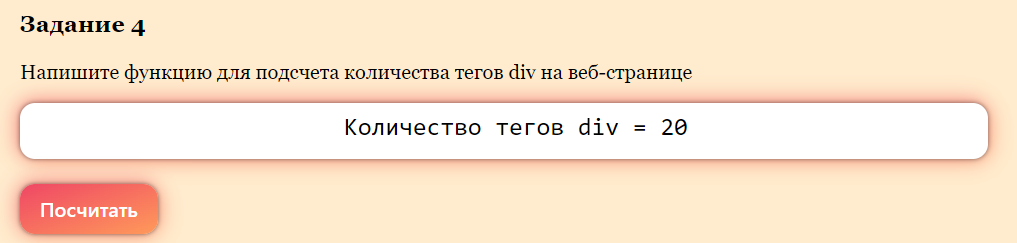 Задание 4
Напишите функцию для подсчета количества тегов div на веб-странице
Количество тегов div = 20
Посчитать